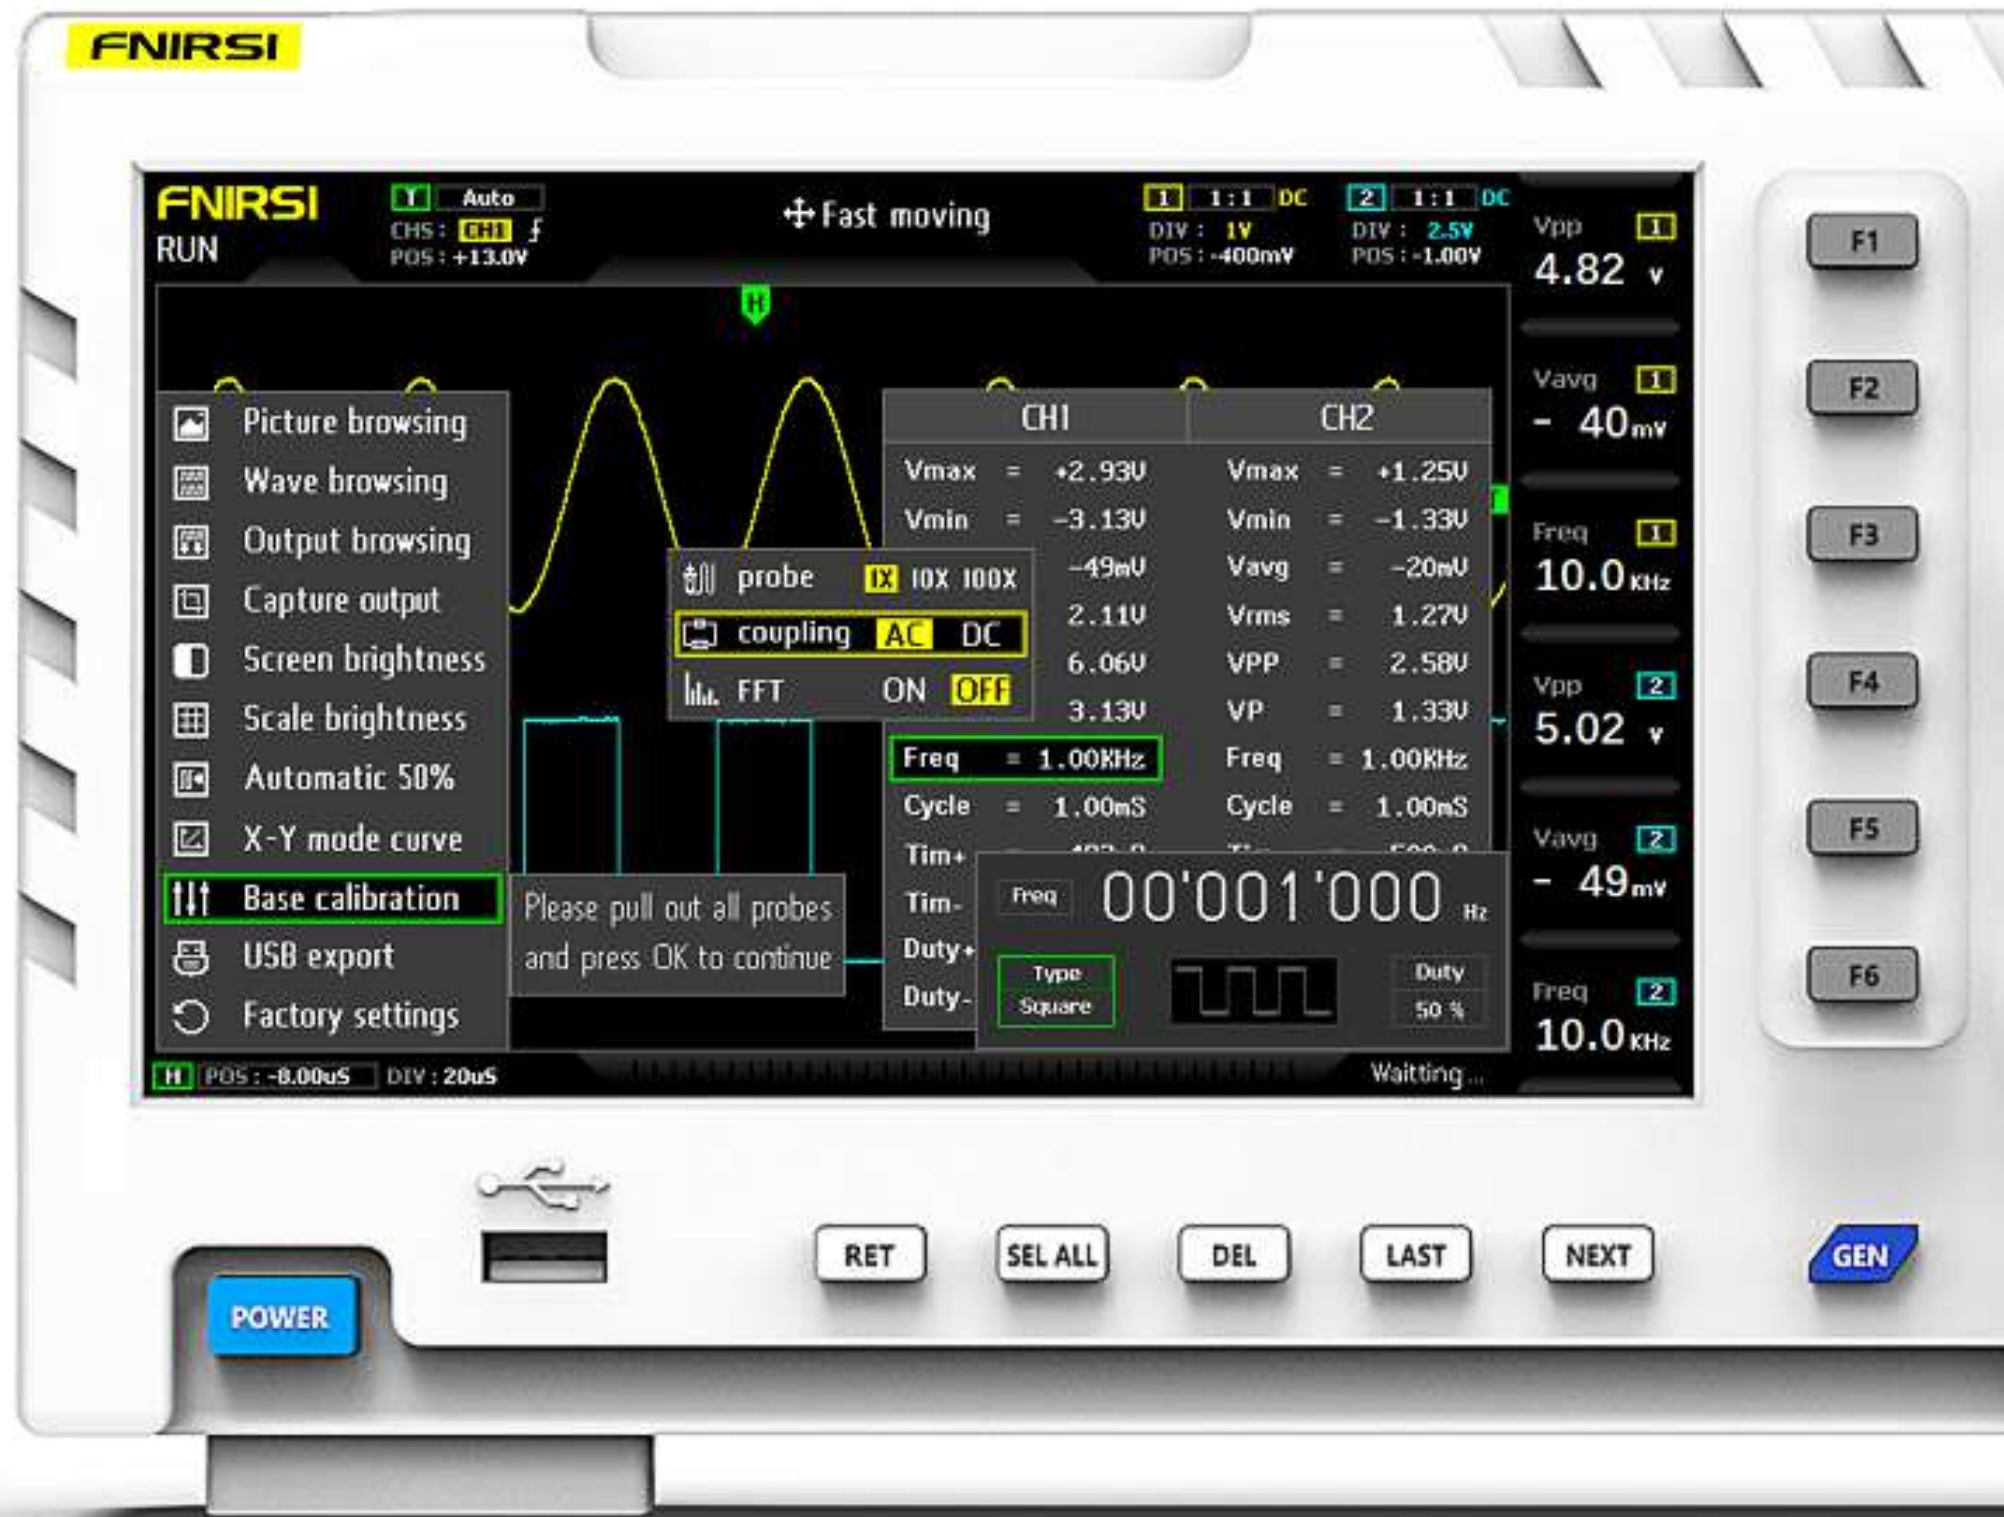 FNIRSI
FNIRSI
RUN
T Auto
CHS: CH1
POS: +13.0V
Fast moving
1 1:1 DC
DIV: 1V
POS: -400mV
2 1:1 DC
DIV: 2.5V
POS: -1.00V
H
Picture browsing
Wave browsing
Output browsing
Capture output
Screen brightness
Scale brightness
Automatic 50%
X-Y mode curve
Base calibration
USB export
Factory settings
Please pull out all probes
and press OK to continue
probe 1X 10X 100X
coupling AC DC
FFT ON OFF
CH1 CH2
Vmax = +2.93V Vmax = +1.25V
Vmin = -3.13V Vmin = -1.33V
-49mV Vavg = -20mV
2.11V Vrms = 1.27V
6.06V VPP = 2.58V
3.13V VP = 1.33V
Freq = 1.00KHz Freq = 1.00KHz
Cycle = 1.00mS Cycle = 1.00mS
Tim+
Tim-
Duty+
Duty-
Freq 00'001'000 Hz
Type
Square
Duty
50 %
H POS: -8.00uS DIV: 20uS
Waitting...
Vpp 1
4.82 V
Vavg 1
- 40mV
Freq 1
10.0 KHz
Vpp 2
5.02 V
Vavg 2
- 49mV
Freq 2
10.0 KHz
F1
F2
F3
F4
F5
F6
POWER
RET
SEL ALL
DEL
LAST
NEXT
GEN